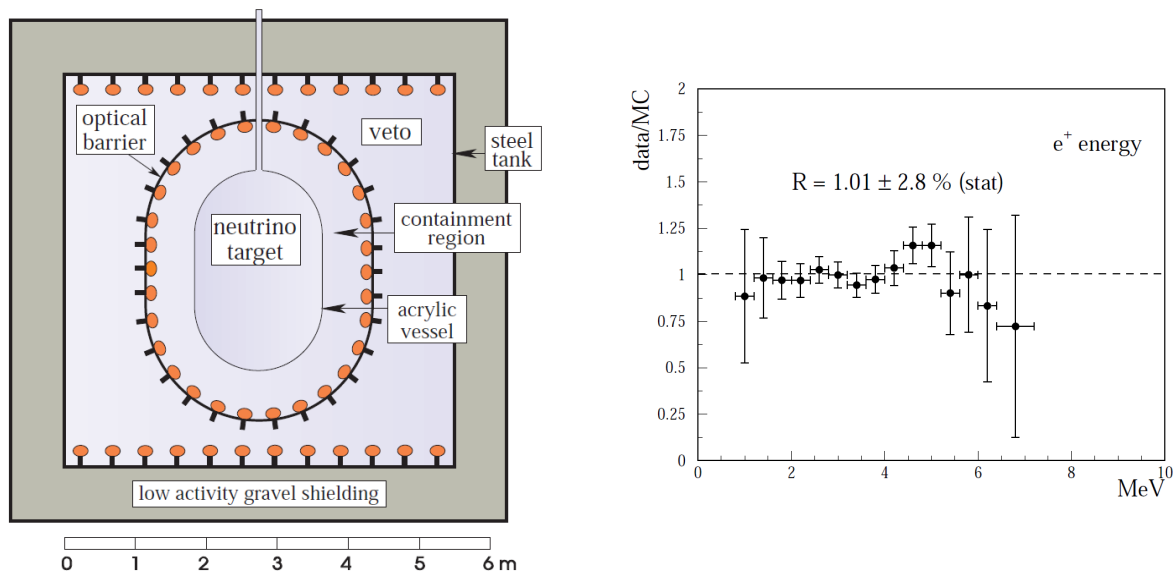 optical
barrier
veto
steel
tank
neutrino
target
containment
region
acrylic
vessel
low activity gravel shielding
0 1 2 3 4 5 6 m
data/MC
2
1.75
1.5
1.25
1
0.75
0.5
0.25
0
e⁺ energy
R = 1.01 ± 2.8 % (stat)
0 2 4 6 8 10
MeV